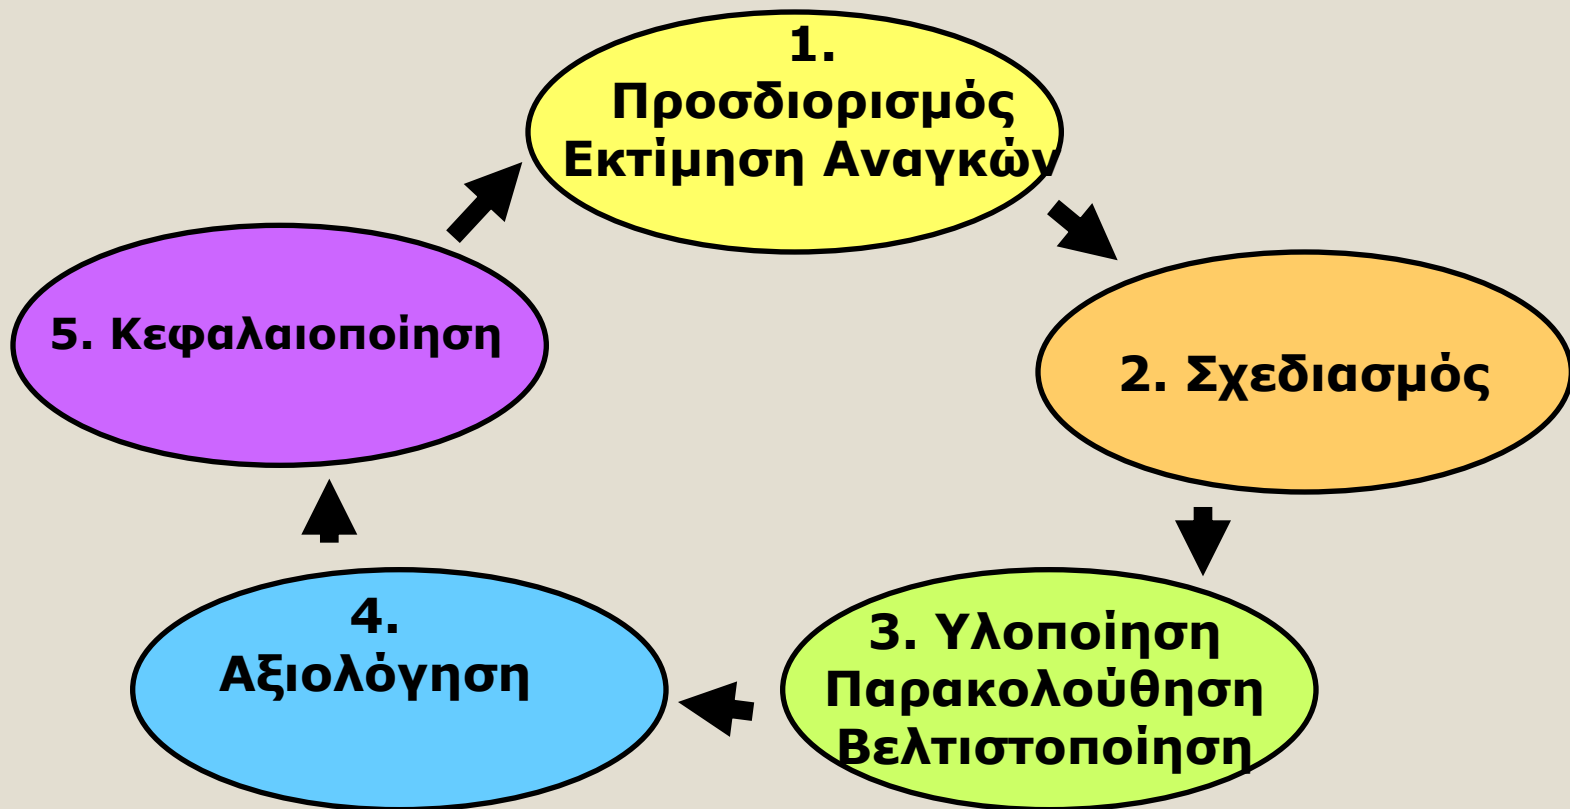 1.
Προσδιορισμός
Εκτίμηση Αναγκών
2. Σχεδιασμός
3. Υλοποίηση
Παρακολούθηση
Βελτιστοποίηση
4.
Αξιολόγηση
5. Κεφαλαιοποίηση